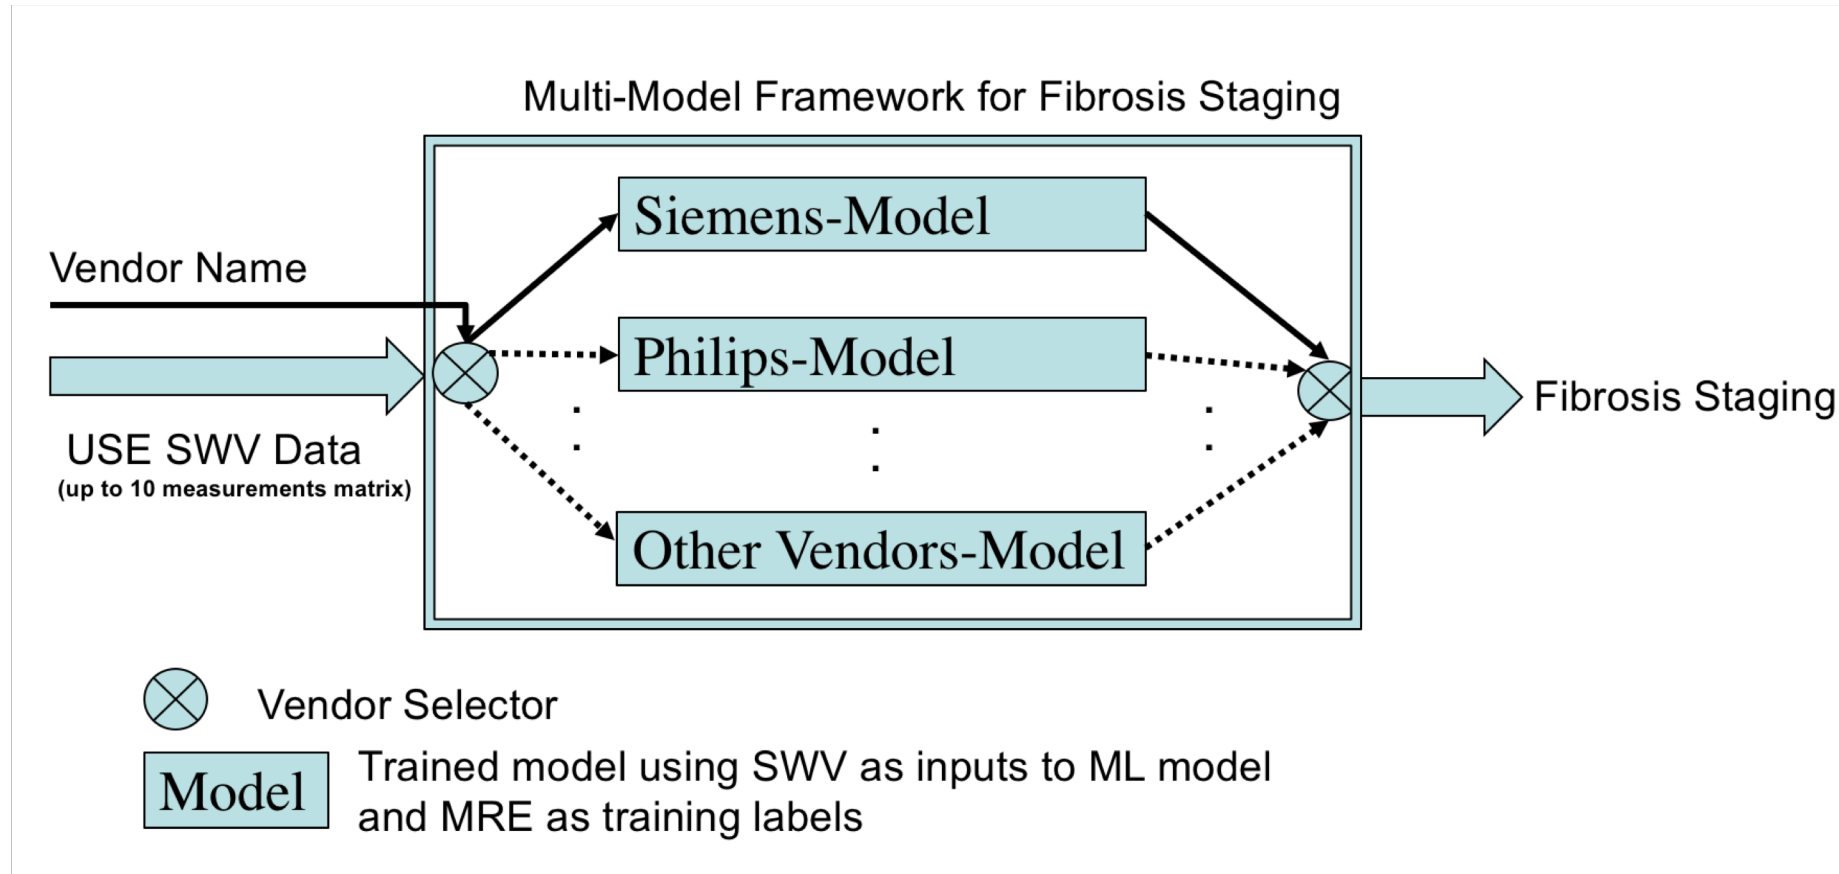 Multi-Model Framework for Fibrosis Staging
Siemens-Model
Vendor Name
Philips-Model
Fibrosis Staging
USE SWV Data
(up to 10 measurements matrix)
Other Vendors-Model
Vendor Selector
Model
Trained model using SWV as inputs to ML model
and MRE as training labels